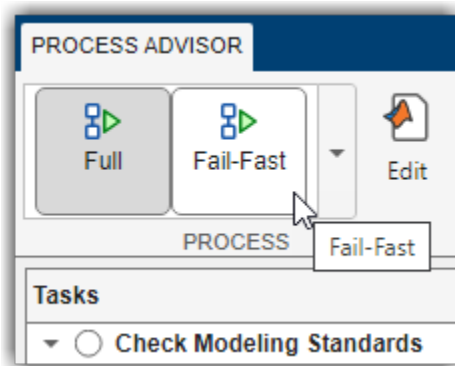 PROCESS ADVISOR
Full
Fail-Fast
Edit
PROCESS
Fail-Fast
Tasks
Check Modeling Standards